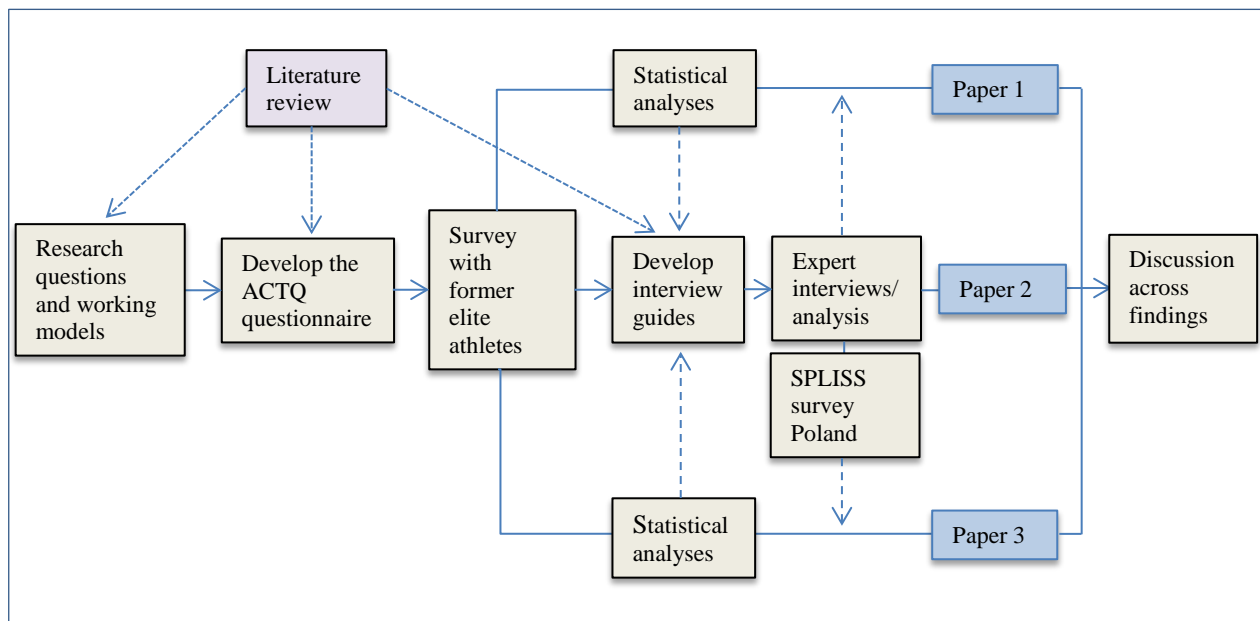 Literature
review
Statistical
analyses
Paper 1
Research
questions
and working
models
Develop the
ACTQ
questionnaire
Survey
with
former
elite
athletes
Develop
interview
guides
Expert
interviews/
analysis
Paper 2
Discussion
across
findings
SPLISS
survey
Poland
Statistical
analyses
Paper 3